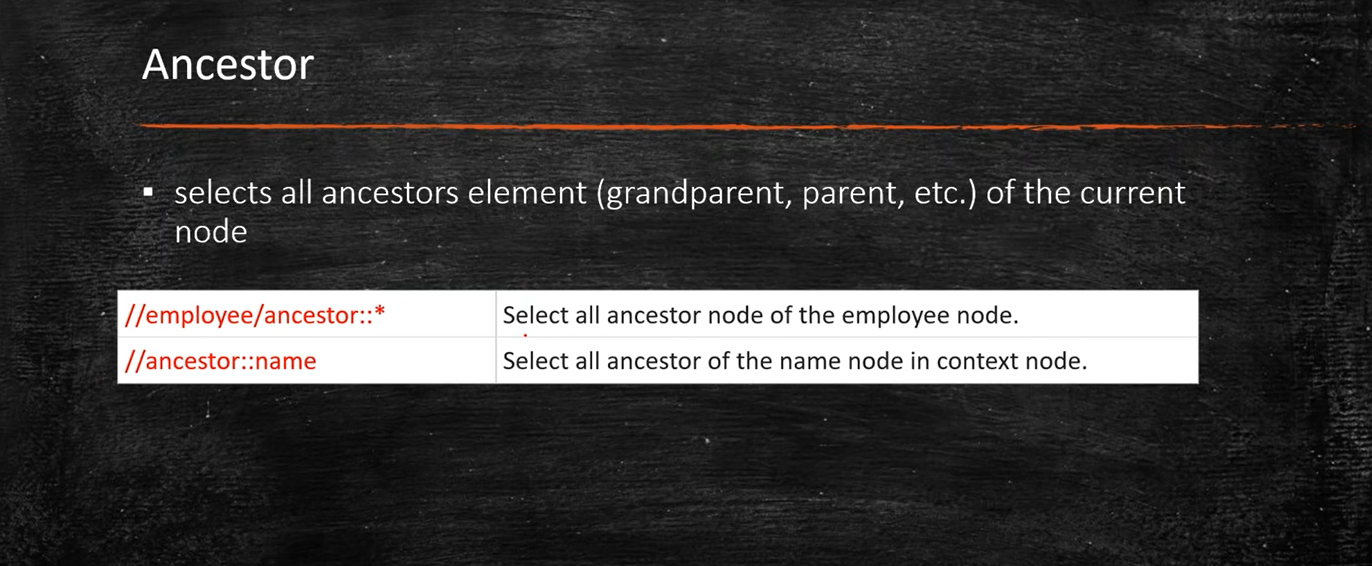 Ancestor
▪ selects all ancestors element (grandparent, parent, etc.) of the current
node
//employee/ancestor::* Select all ancestor node of the employee node.
//ancestor::name Select all ancestor of the name node in context node.